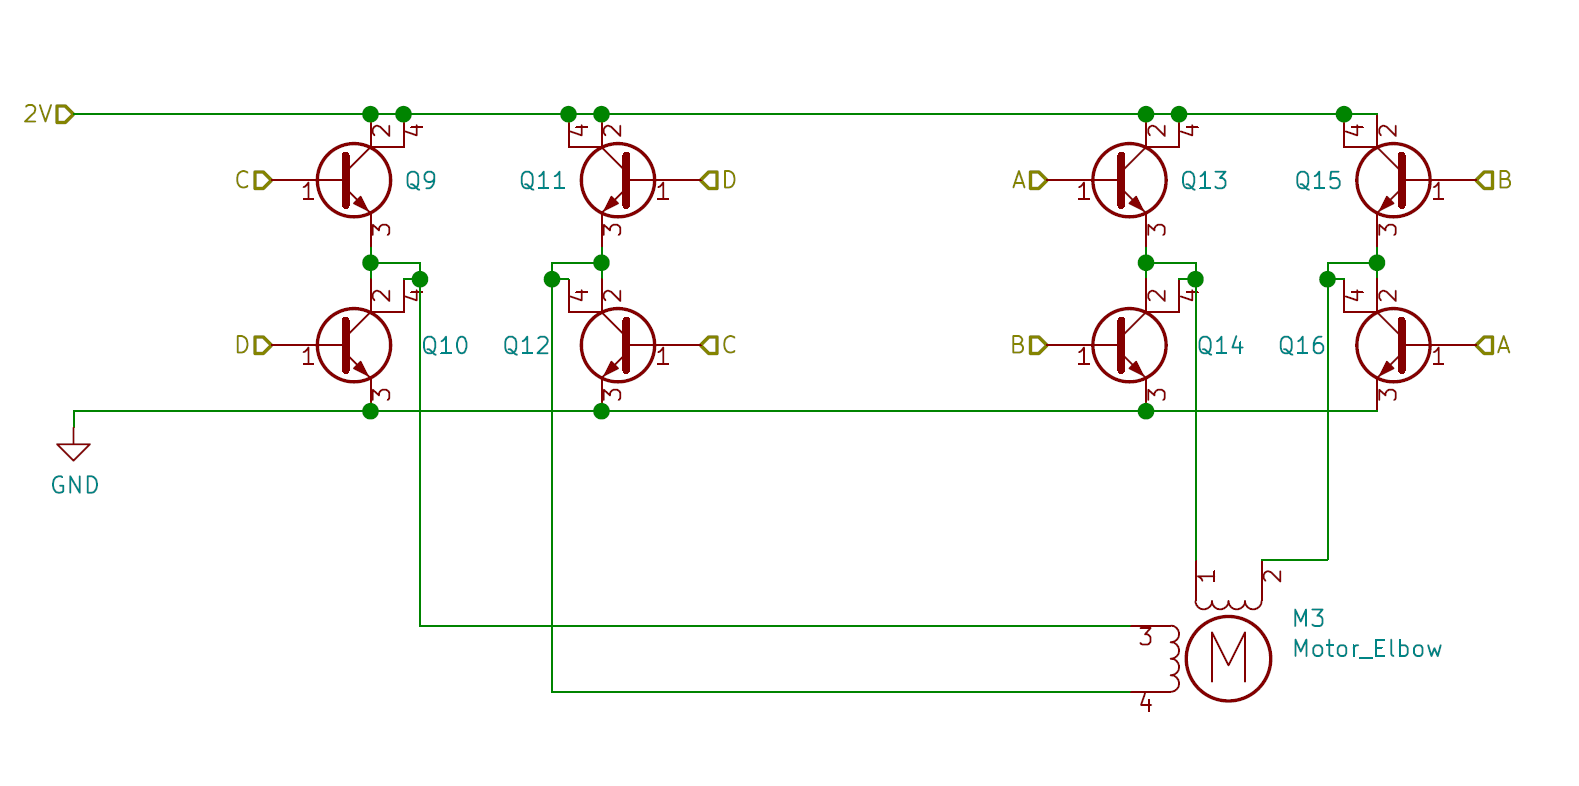 2V
2 4 4 2 2 4 4 2
C 1 Q9 Q11 1 D A 1 Q13 Q15 1 B
3 3 3 3
2 4 4 2 2 4 4 2
D 1 Q10 Q12 1 C B 1 Q14 Q16 1 A
3 3 3 3
GND
1 2
M3
3 M Motor_Elbow
4